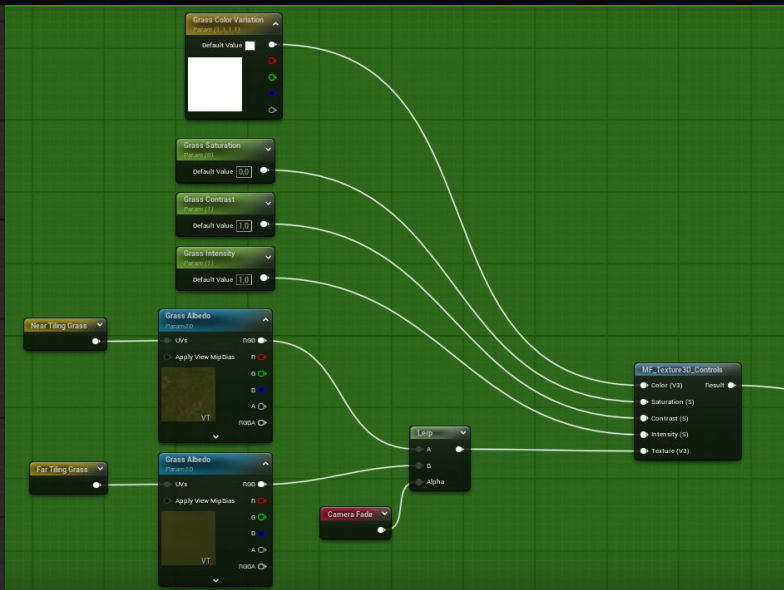 Grass Color Variation
Param (1,1,1,1)
Default Value
Grass Saturation
Param (0)
Default Value 0,0
Grass Contrast
Param (1)
Default Value 1,0
Grass Intensity
Param (1)
Default Value 1,0
Near Tiling Grass
Grass Albedo
Param2D
UVs RGB
Apply View MipBias R
G
B
A
VT
RGBA
Far Tiling Grass
Grass Albedo
Param2D
UVs RGB
Apply View MipBias R
G
B
A
VT
RGBA
Camera Fade
Lerp
A
B
Alpha
MF_Texture3D_Controls
Color (V3) Result
Saturation (S)
Contrast (S)
Intensity (S)
Texture (V3)